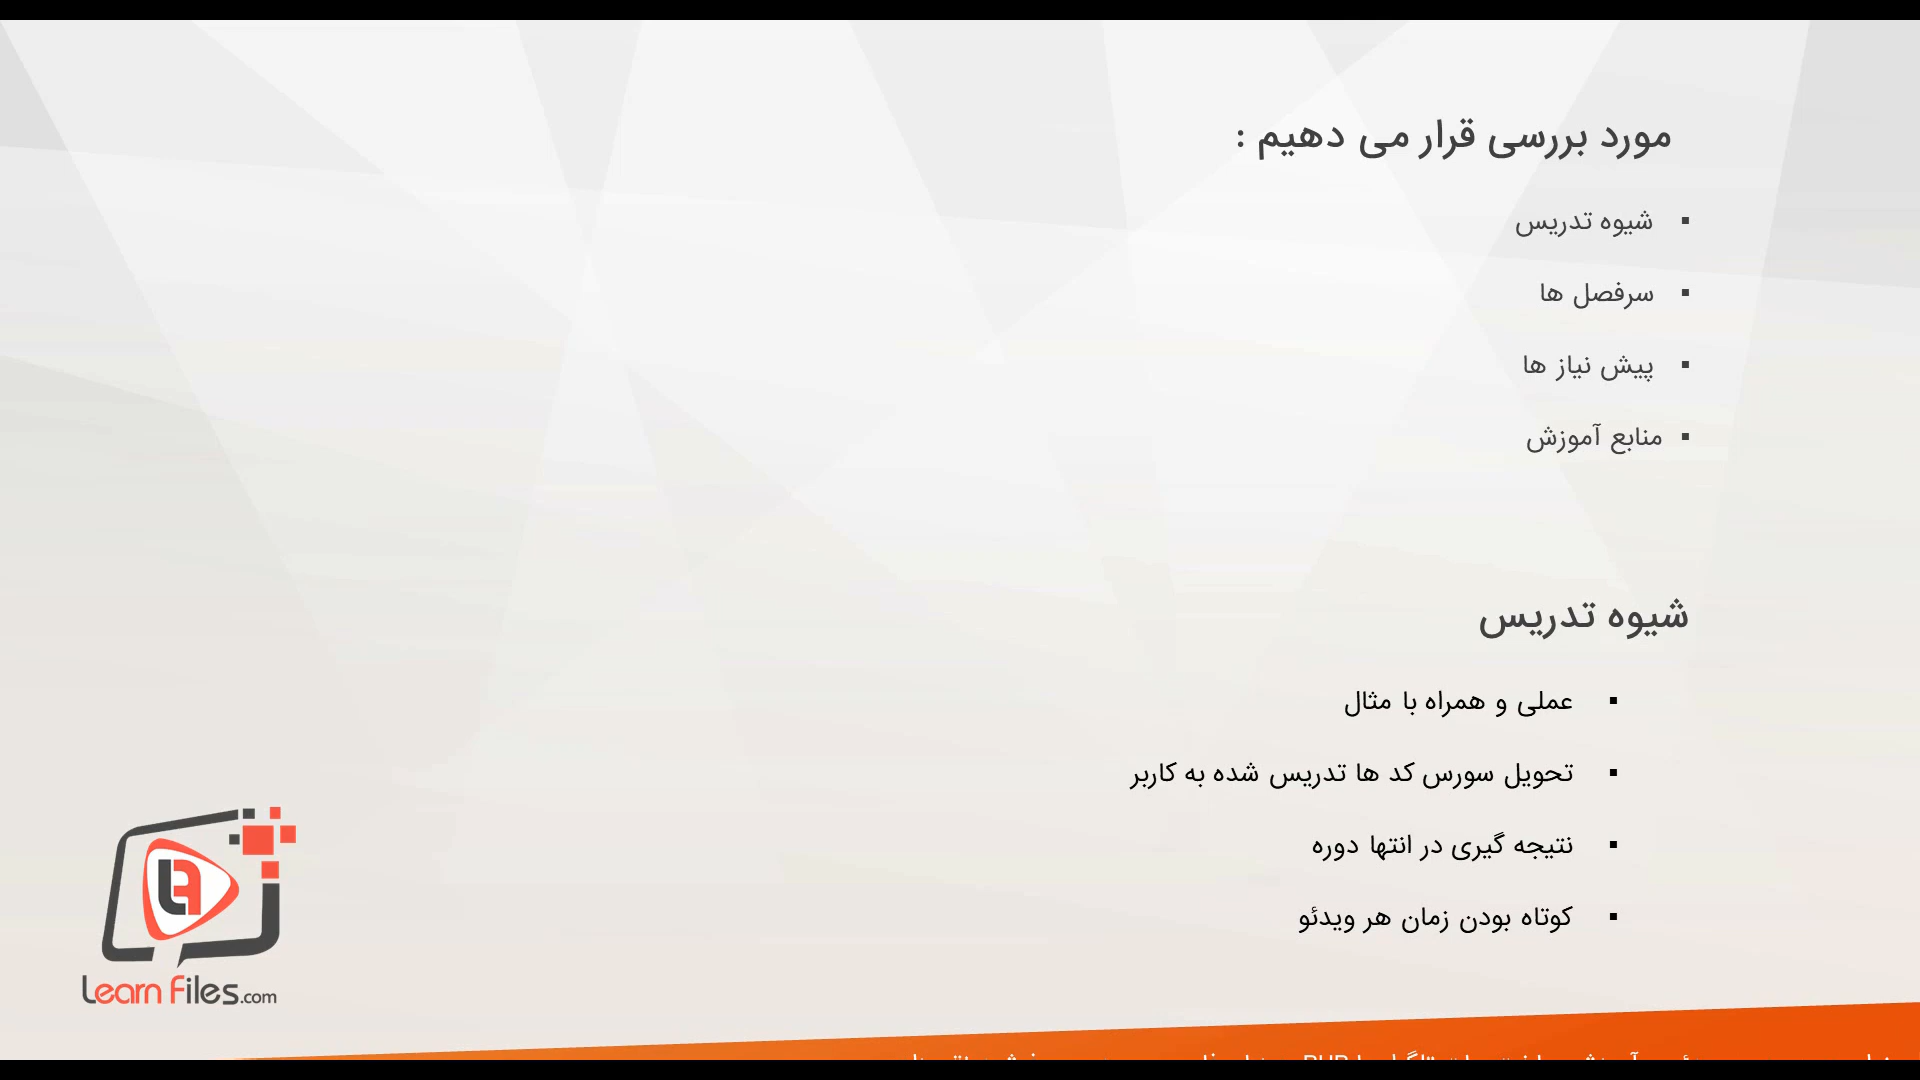 مورد بررسی قرار می دهیم :
▪ شیوه تدریس
▪ سرفصل ها
▪ پیش نیاز ها
▪ منابع آموزش
شیوه تدریس
▪ عملی و همراه با مثال
▪ تحویل سورس کد ها تدریس شده به کاربر
▪ نتیجه گیری در انتها دوره
▪ کوتاه بودن زمان هر ویدئو
Learn Files.com